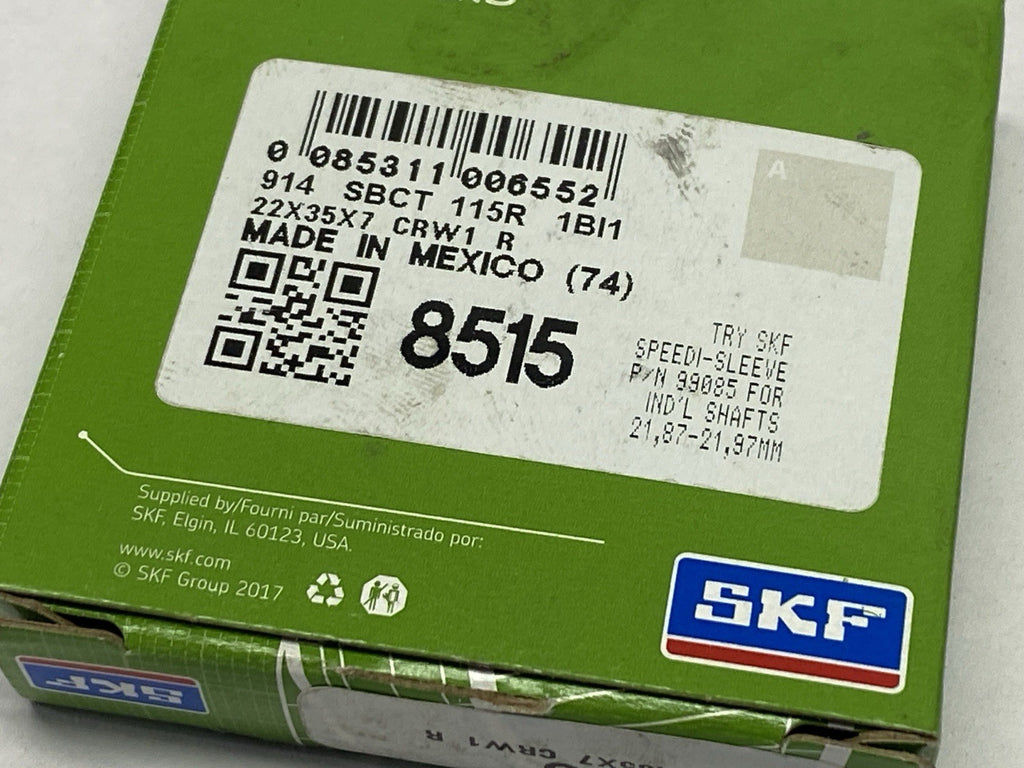 0 085311 006552
914 SBCT 115R 1BI1
22X35X7 CRW1 R
MADE IN MEXICO (74)
8515
A
TRY SKF
SPEEDI-SLEEVE
P/N 99085 FOR
IND'L SHAFTS
21,87-21,97MM
Supplied by/Fourni par/Suministrado por:
SKF, Elgin, IL 60123, USA.
www.skf.com
© SKF Group 2017
SKF
SKF
CRW1 R